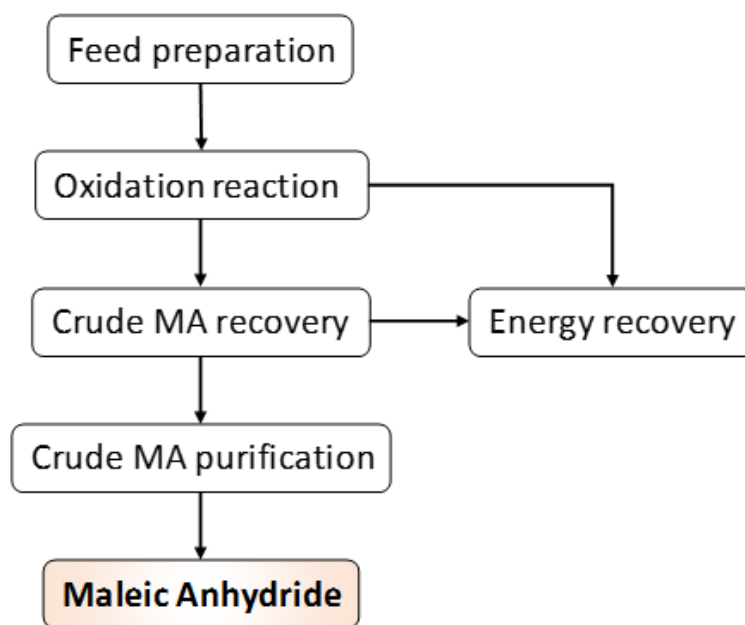 Feed preparation
Oxidation reaction
Crude MA recovery
Energy recovery
Crude MA purification
Maleic Anhydride